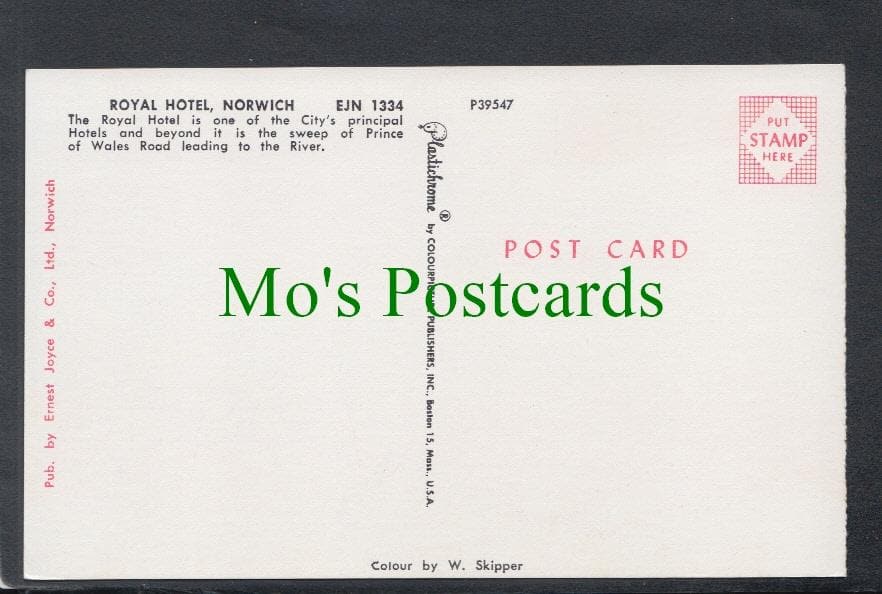 ROYAL HOTEL, NORWICH EJN 1334
The Royal Hotel is one of the City's principal
Hotels and beyond it is the sweep of Prince
of Wales Road leading to the River.
P39547
PUT
STAMP
HERE
POST CARD
Pub. by Ernest Joyce & Co., Ltd., Norwich
Plastichrome ® by COLOURPICTURE PUBLISHERS, INC., Boston 15, Mass., U.S.A.
Mo's Postcards
Colour by W. Skipper